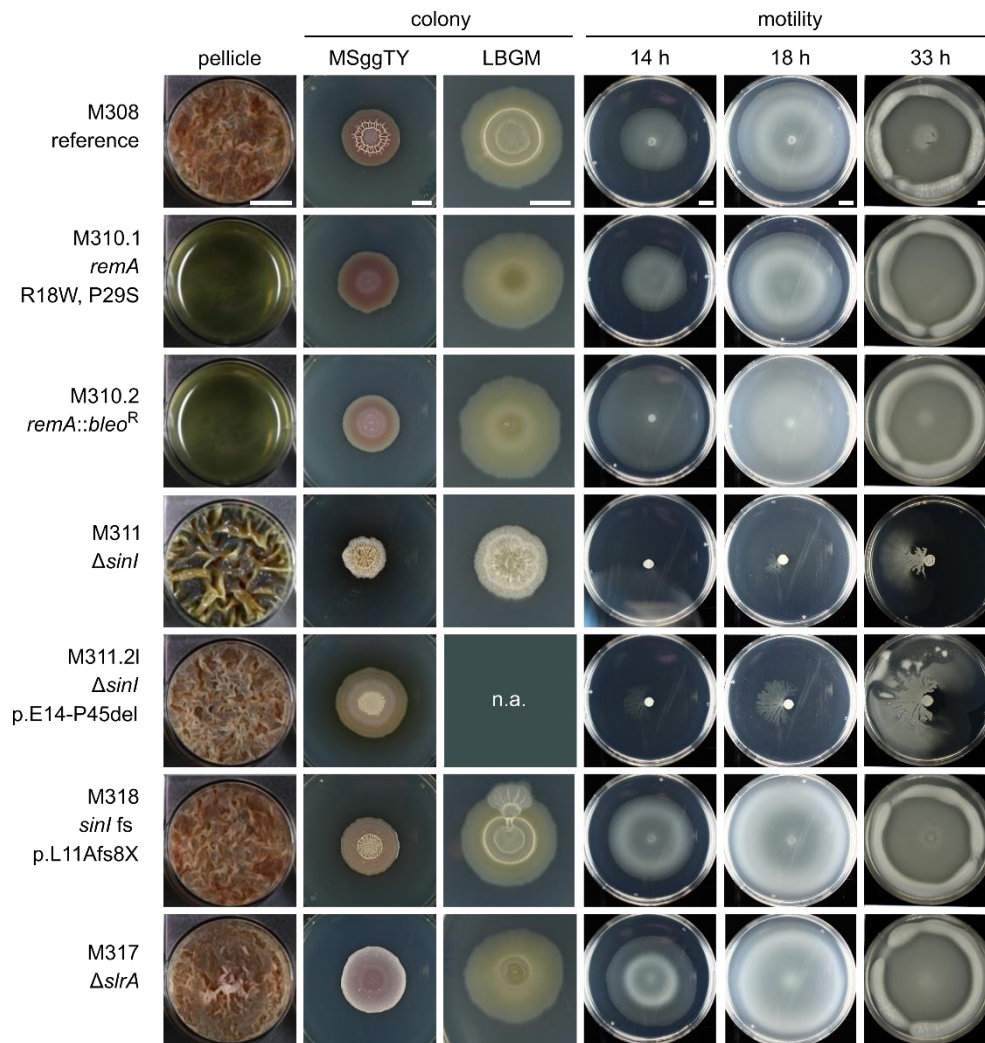 colony
motility
pellicle
MSggTY
LBGM
14 h
18 h
33 h
M308
reference
M310.1
remA
R18W, P29S
M310.2
remA::bleoᴿ
M311
ΔsinI
M311.2I
ΔsinI
p.E14-P45del
n.a.
M318
sinI fs
p.L11Afs8X
M317
ΔslrA